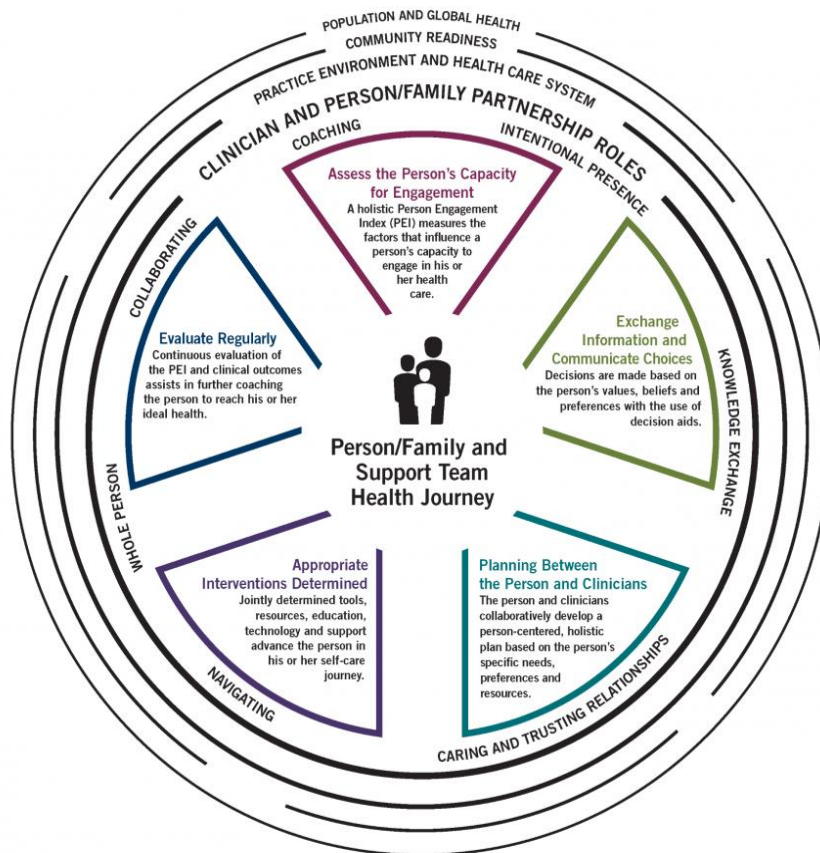 POPULATION AND GLOBAL HEALTH
COMMUNITY READINESS
PRACTICE ENVIRONMENT AND HEALTH CARE SYSTEM
CLINICIAN AND PERSON/FAMILY PARTNERSHIP ROLES
COACHING
INTENTIONAL PRESENCE
Assess the Person's Capacity
for Engagement
A holistic Person Engagement
Index (PEI) measures the
factors that influence a
person's capacity to
engage in his or
her health
care.
COLLABORATING
Evaluate Regularly
Continuous evaluation of
the PEI and clinical outcomes
assists in further coaching
the person to reach his or her
ideal health.
Exchange
Information and
Communicate Choices
Decisions are made based on
the person's values, beliefs and
preferences with the use of
decision aids.
KNOWLEDGE EXCHANGE
Person/Family and
Support Team
Health Journey
WHOLE PERSON
Appropriate
Interventions Determined
Jointly determined tools,
resources, education,
technology and support
advance the person in
his or her self-care
journey.
Planning Between
the Person and Clinicians
The person and clinicians
collaboratively develop a
person-centered, holistic
plan based on the person's
specific needs,
preferences and
resources.
NAVIGATING
CARING AND TRUSTING RELATIONSHIPS